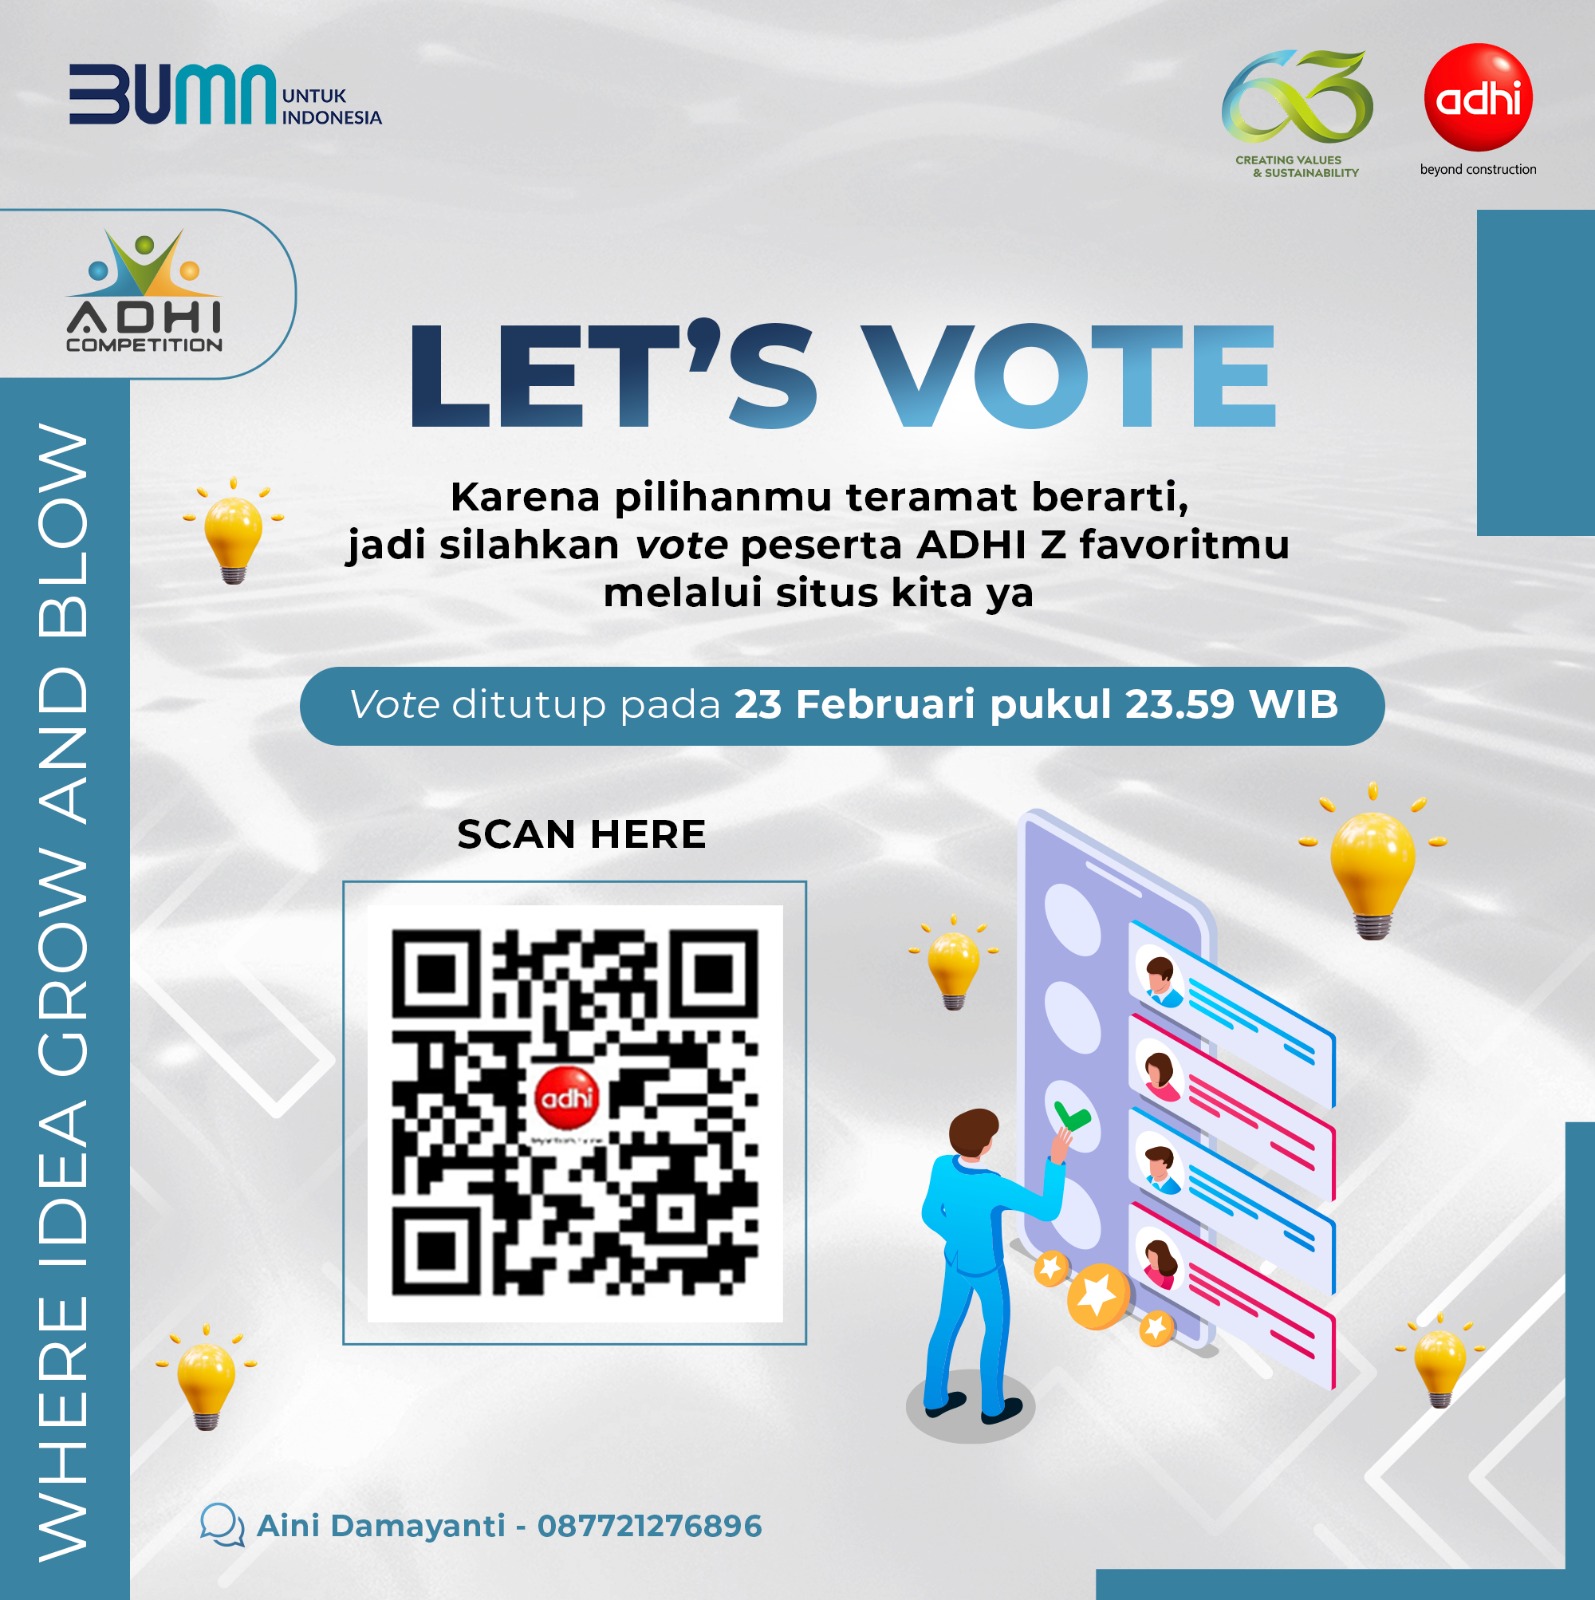 BUMN UNTUK
INDONESIA
63
CREATING VALUES
& SUSTAINABILITY
adhi
beyond construction
ADHI
COMPETITION
WHERE IDEA GROW AND BLOW
LET'S VOTE
Karena pilihanmu teramat berarti,
jadi silahkan vote peserta ADHI Z favoritmu
melalui situs kita ya
Vote ditutup pada 23 Februari pukul 23.59 WIB
SCAN HERE
adhi
Aini Damayanti - 087721276896